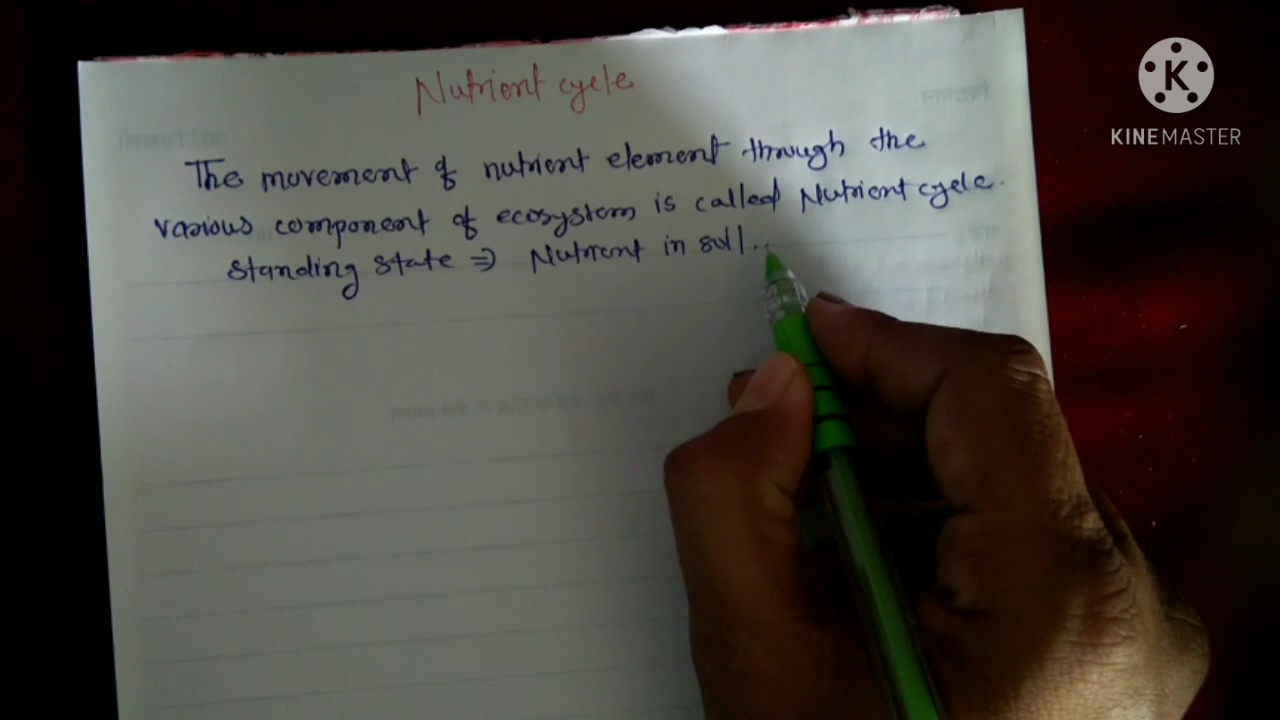 Nutrient cycle
The movement of nutrient element through the
various component of ecosystem is called Nutrient cycle.
standing state => Nutrient in soil..
K
KINEMASTER